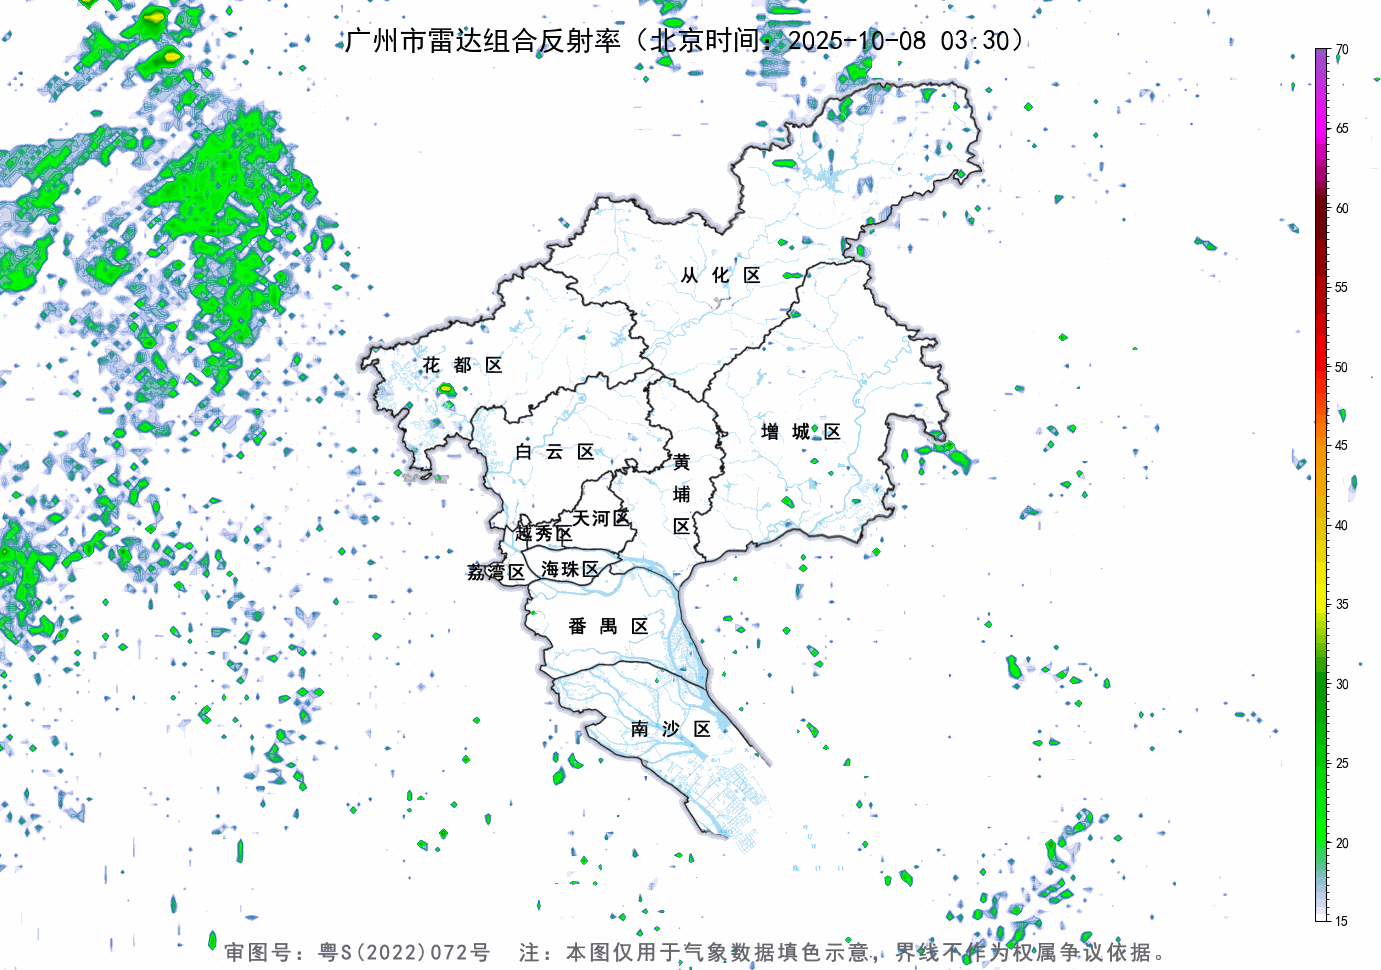 广州市雷达组合反射率（北京时间：2025-10-08 03:30）
70
65
60
55
50
45
40
35
30
25
20
15
从化区
花都区
增城区
白云区
黄埔区
天河区
越秀区
海珠区
荔湾区
番禺区
南沙区
审图号：粤S(2022)072号 注：本图仅用于气象数据填色示意，界线不作为权属争议依据。